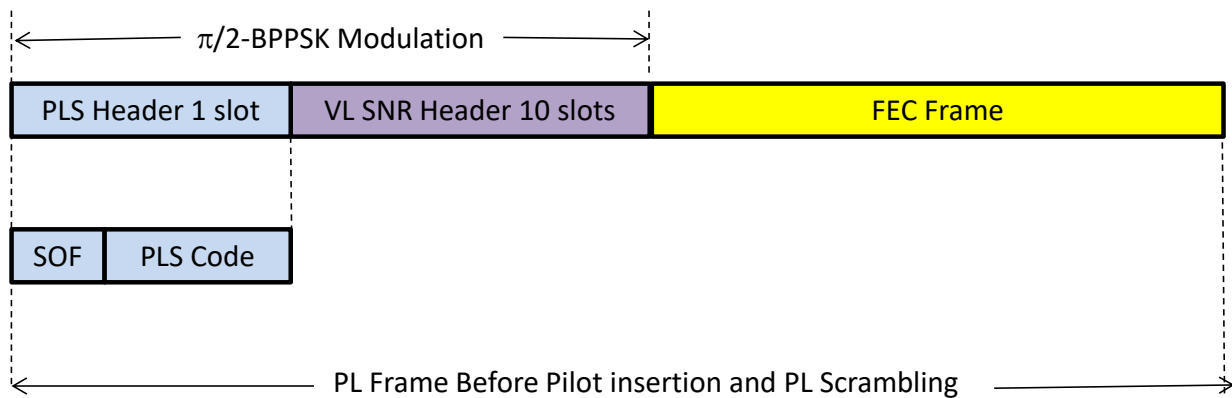 π/2-BPPSK Modulation
PLS Header 1 slot
VL SNR Header 10 slots
FEC Frame
SOF
PLS Code
PL Frame Before Pilot insertion and PL Scrambling